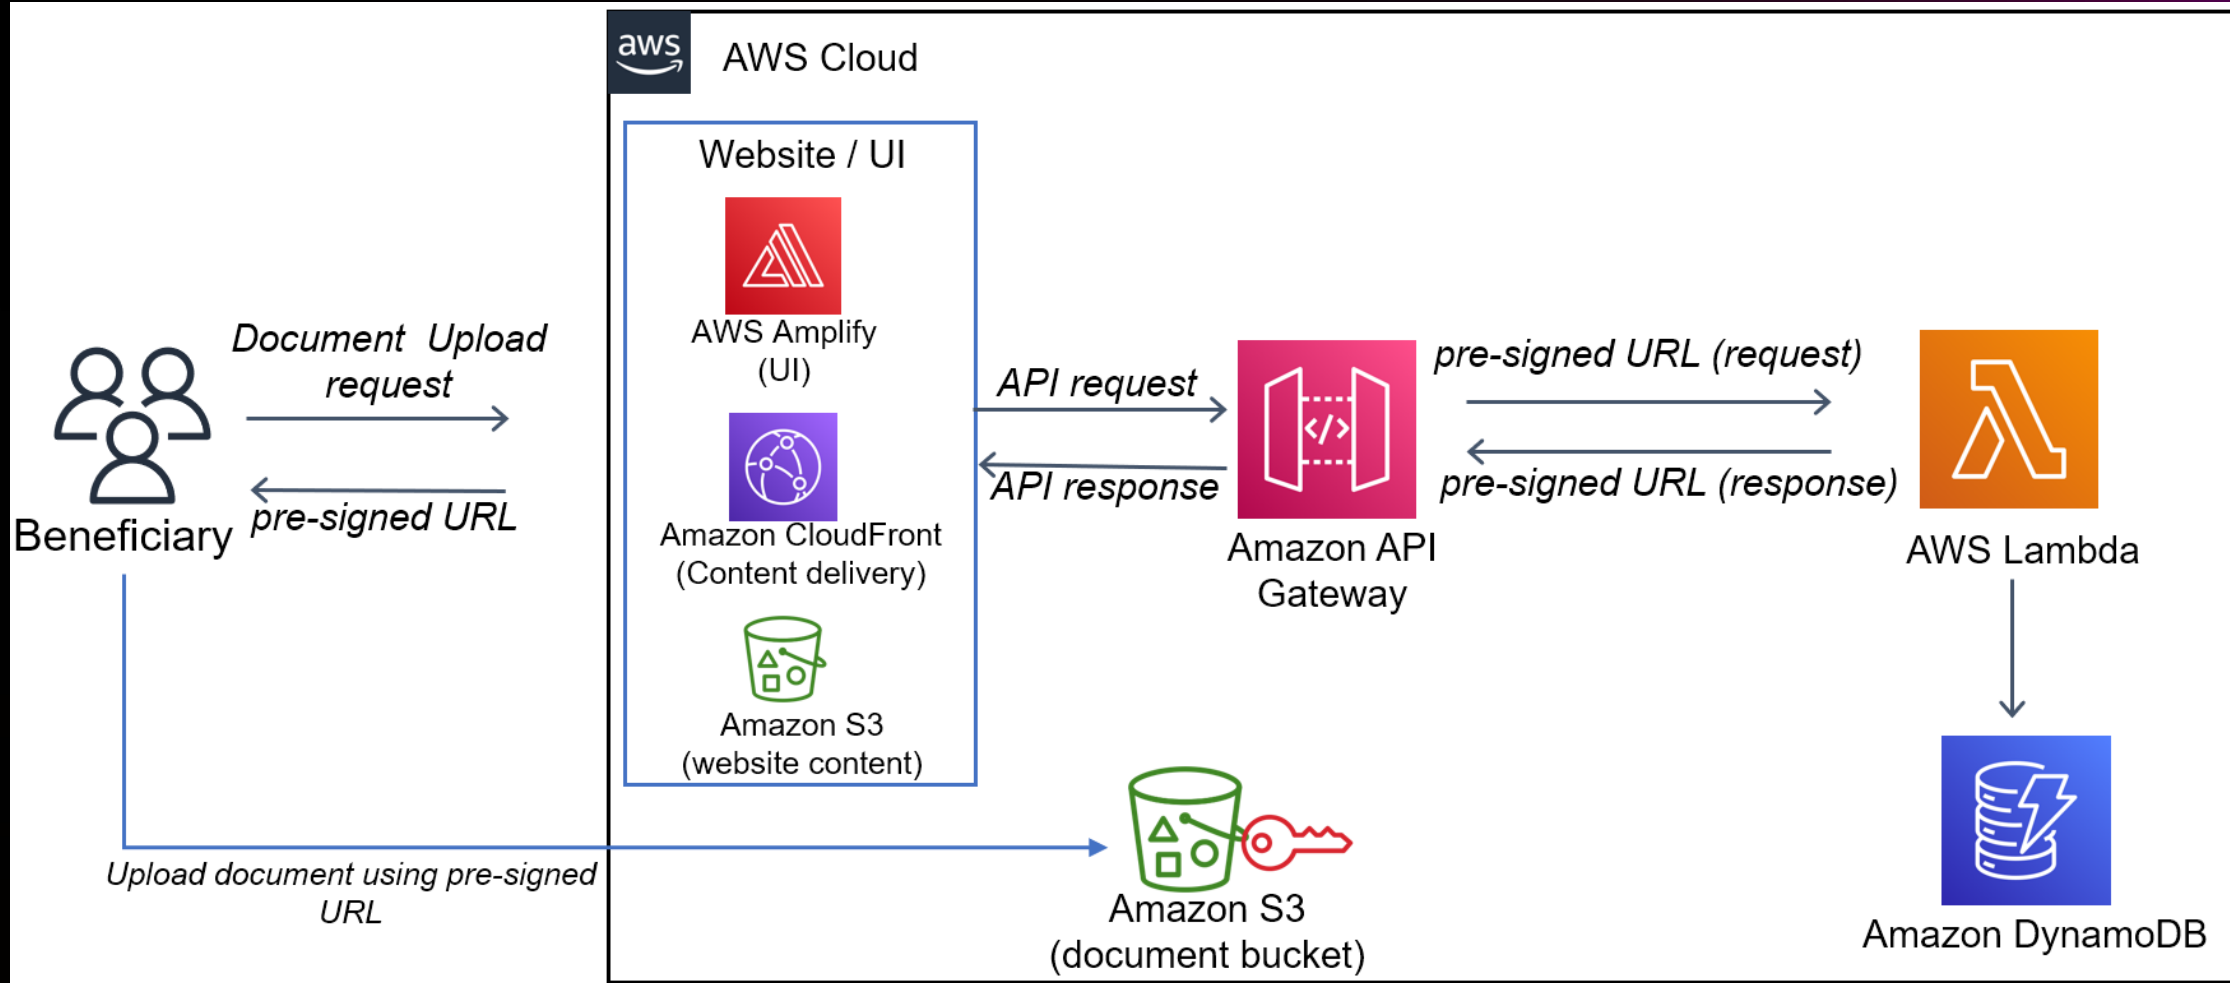 aws
AWS Cloud
Website / UI
AWS Amplify
(UI)
Amazon CloudFront
(Content delivery)
Amazon S3
(website content)
Document Upload
request
pre-signed URL
Beneficiary
API request
API response
</>
Amazon API
Gateway
pre-signed URL (request)
pre-signed URL (response)
AWS Lambda
Upload document using pre-signed
URL
Amazon S3
(document bucket)
Amazon DynamoDB